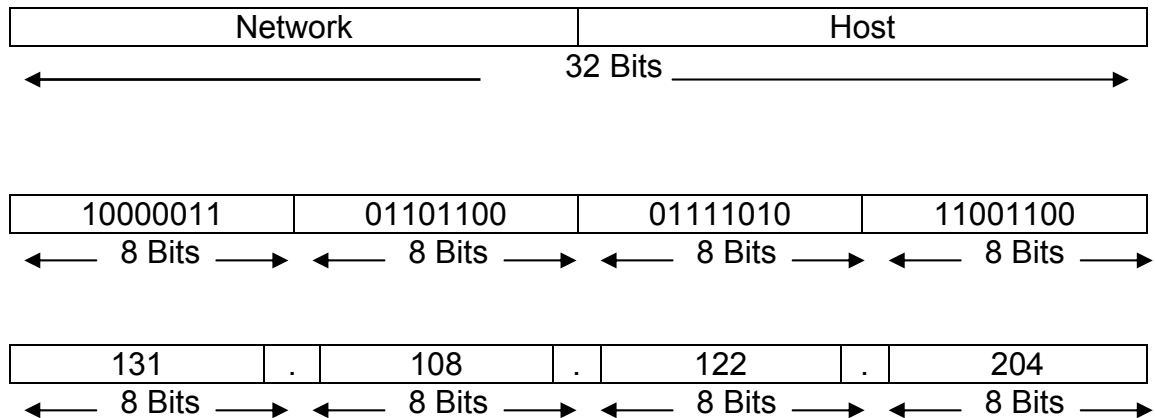 Network Host
32 Bits
10000011 01101100 01111010 11001100
8 Bits 8 Bits 8 Bits 8 Bits
131 . 108 . 122 . 204
8 Bits 8 Bits 8 Bits 8 Bits